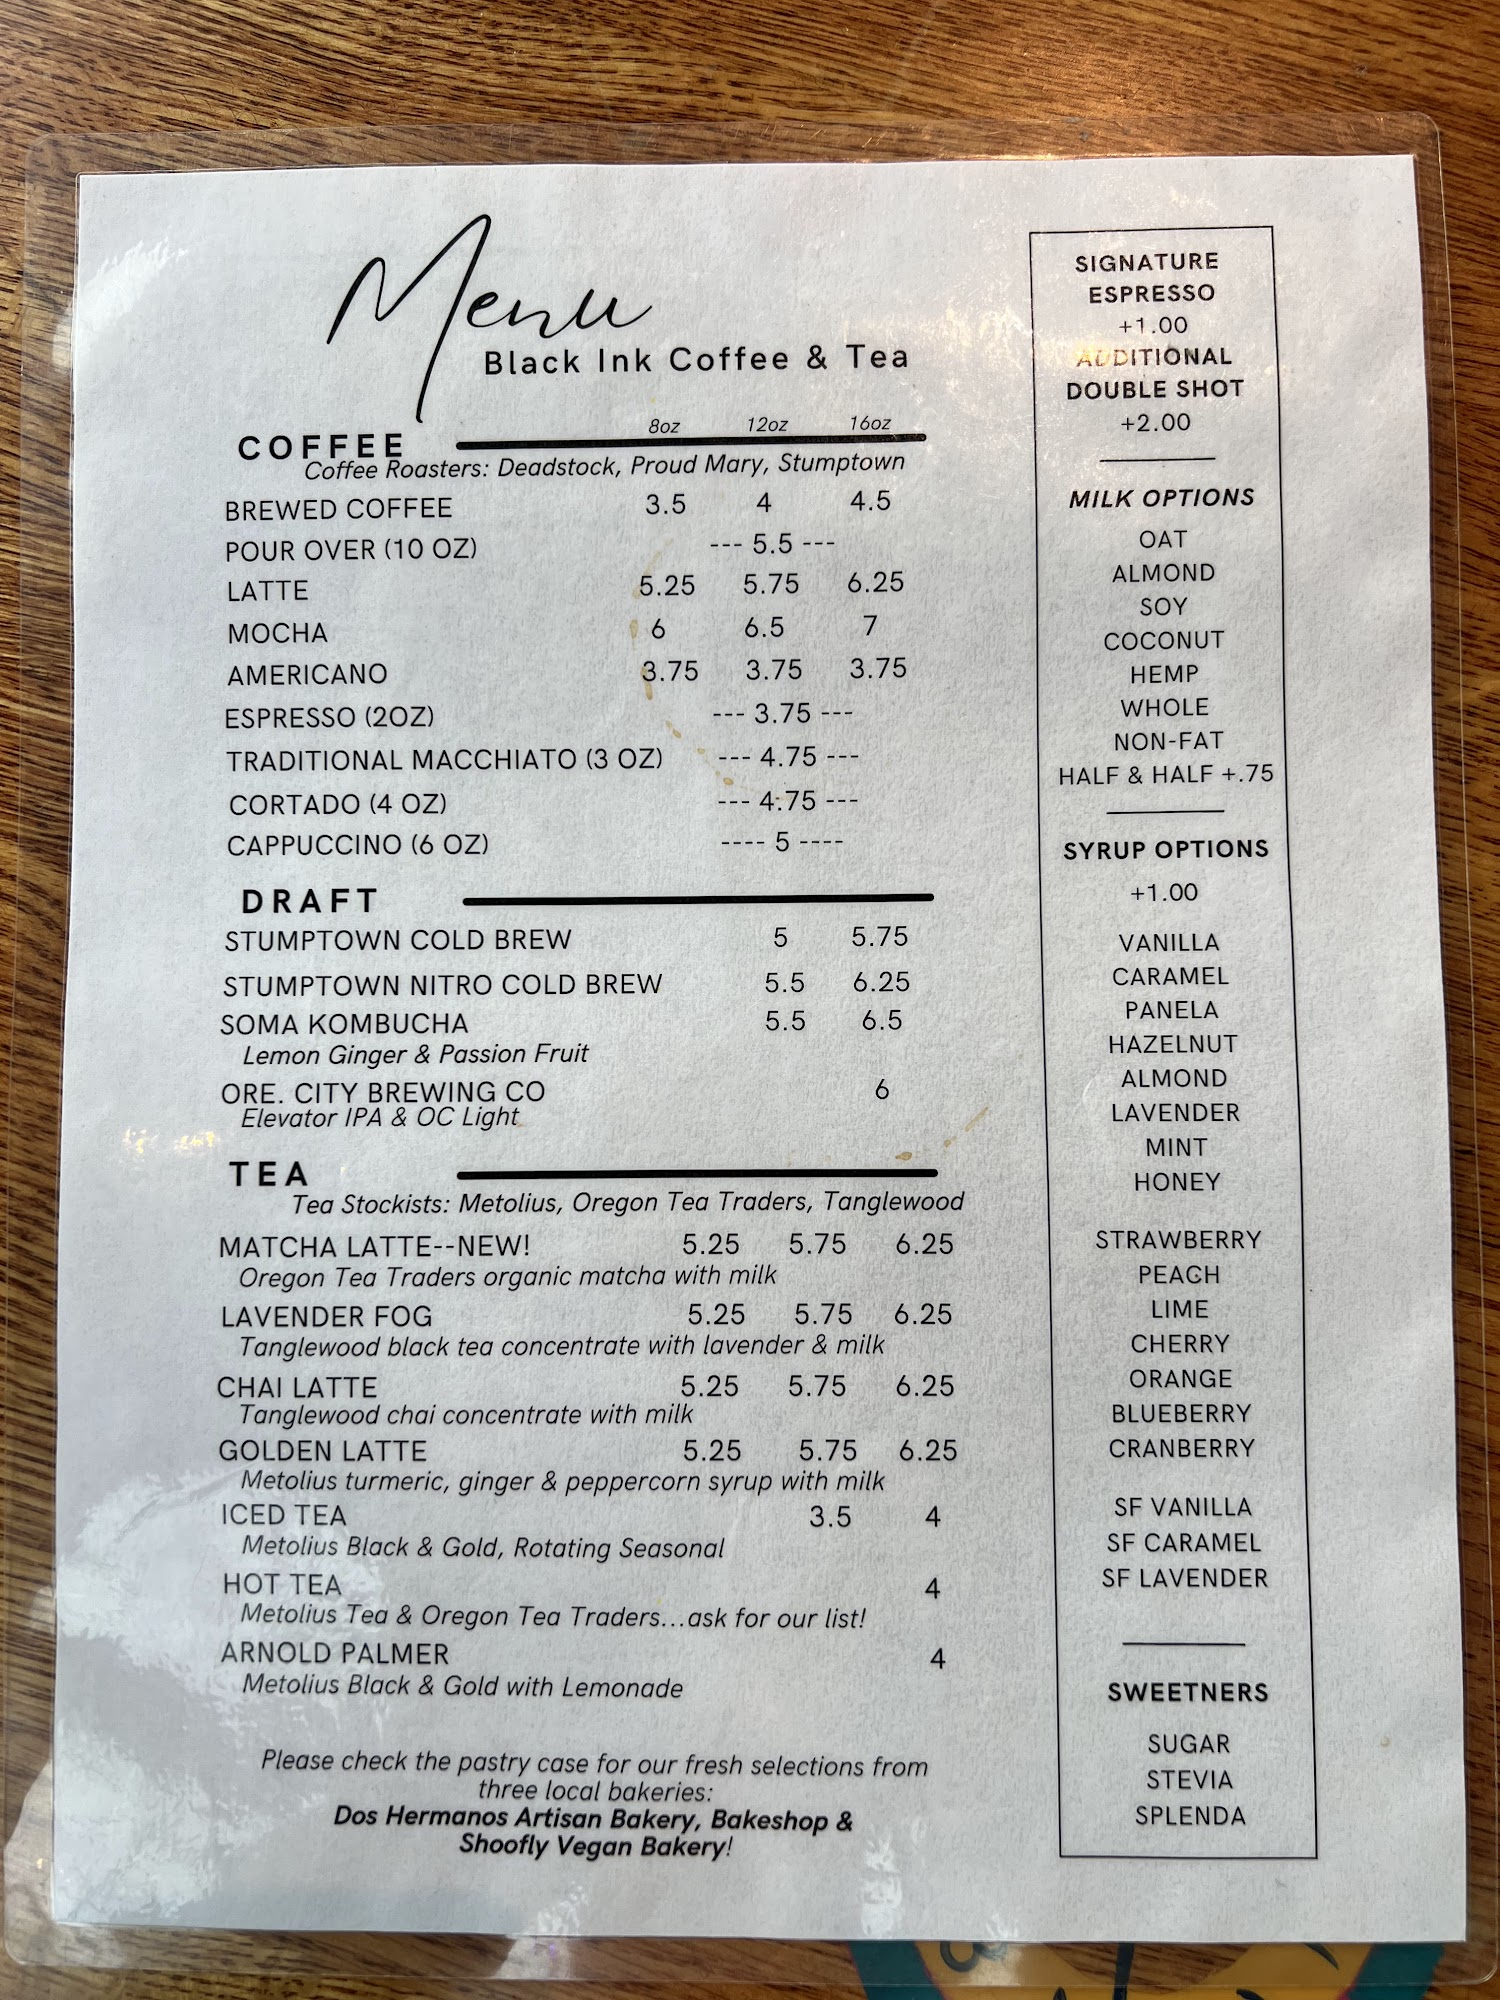 Menu
Black Ink Coffee & Tea
8oz 12oz 16oz
COFFEE
Coffee Roasters: Deadstock, Proud Mary, Stumptown
BREWED COFFEE 3.5 4 4.5
POUR OVER (10 OZ) --- 5.5 ---
LATTE 5.25 5.75 6.25
MOCHA 6 6.5 7
AMERICANO 3.75 3.75 3.75
ESPRESSO (2OZ) --- 3.75 ---
TRADITIONAL MACCHIATO (3 OZ) --- 4.75 ---
CORTADO (4 OZ) --- 4.75 ---
CAPPUCCINO (6 OZ) ---- 5 ----
DRAFT
STUMPTOWN COLD BREW 5 5.75
STUMPTOWN NITRO COLD BREW 5.5 6.25
SOMA KOMBUCHA 5.5 6.5
Lemon Ginger & Passion Fruit
ORE. CITY BREWING CO 6
Elevator IPA & OC Light
TEA
Tea Stockists: Metolius, Oregon Tea Traders, Tanglewood
MATCHA LATTE--NEW! 5.25 5.75 6.25
Oregon Tea Traders organic matcha with milk
LAVENDER FOG 5.25 5.75 6.25
Tanglewood black tea concentrate with lavender & milk
CHAI LATTE 5.25 5.75 6.25
Tanglewood chai concentrate with milk
GOLDEN LATTE 5.25 5.75 6.25
Metolius turmeric, ginger & peppercorn syrup with milk
ICED TEA 3.5 4
Metolius Black & Gold, Rotating Seasonal
HOT TEA 4
Metolius Tea & Oregon Tea Traders...ask for our list!
ARNOLD PALMER 4
Metolius Black & Gold with Lemonade
Please check the pastry case for our fresh selections from
three local bakeries:
Dos Hermanos Artisan Bakery, Bakeshop &
Shoofly Vegan Bakery!
SIGNATURE
ESPRESSO
+1.00
ADDITIONAL
DOUBLE SHOT
+2.00
MILK OPTIONS
OAT
ALMOND
SOY
COCONUT
HEMP
WHOLE
NON-FAT
HALF & HALF +.75
SYRUP OPTIONS
+1.00
VANILLA
CARAMEL
PANELA
HAZELNUT
ALMOND
LAVENDER
MINT
HONEY
STRAWBERRY
PEACH
LIME
CHERRY
ORANGE
BLUEBERRY
CRANBERRY
SF VANILLA
SF CARAMEL
SF LAVENDER
SWEETNERS
SUGAR
STEVIA
SPLENDA